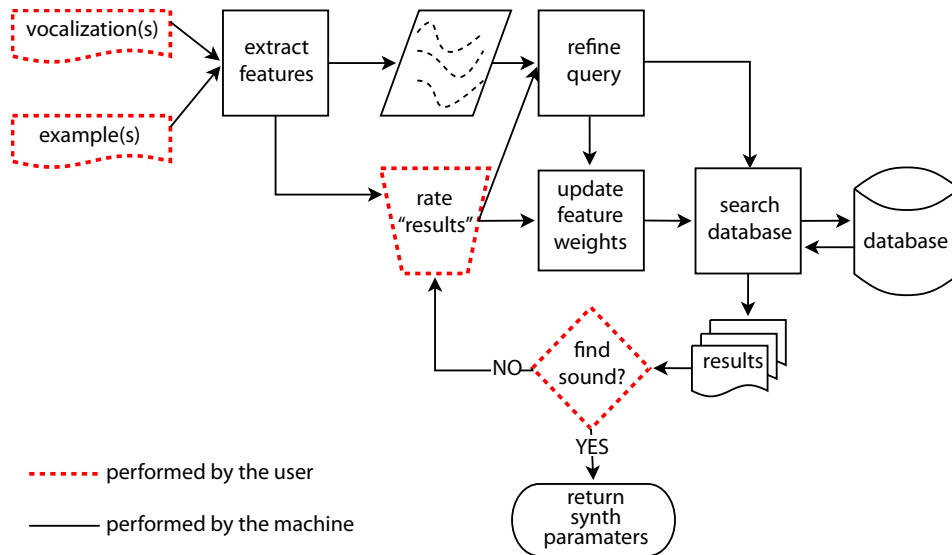 vocalization(s)
extract
features
refine
query
example(s)
rate
“results”
update
feature
weights
search
database
database
results
find
sound?
NO
YES
performed by the user
performed by the machine
return
synth
paramaters